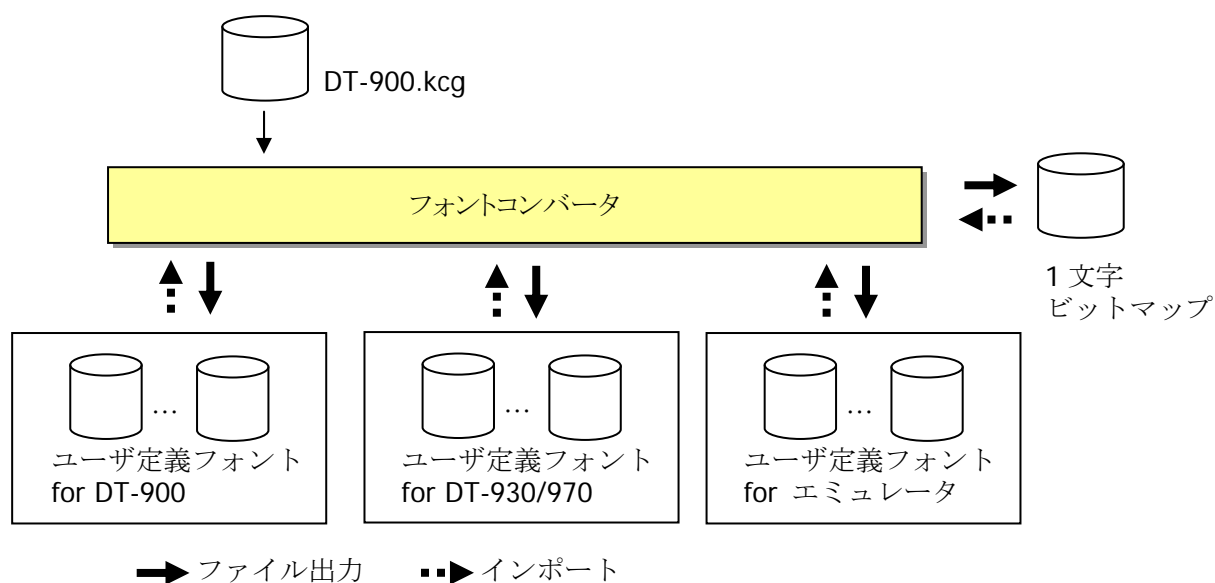 DT-900.kcg
フォントコンバータ
1 文字
ビットマップ
…
ユーザ定義フォント
for DT-900
…
ユーザ定義フォント
for DT-930/970
…
ユーザ定義フォント
for エミュレータ
ファイル出力
インポート